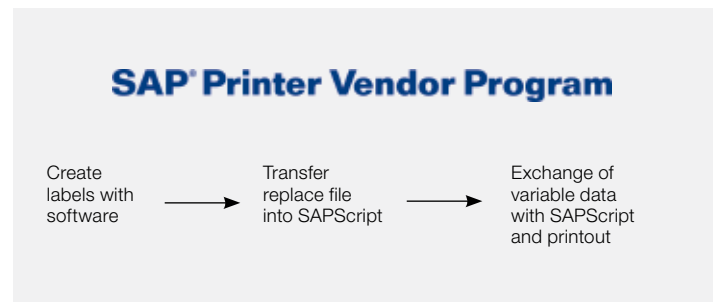 SAP® Printer Vendor Program
Create
labels with
software
Transfer
replace file
into SAPScript
Exchange of
variable data
with SAPScript
and printout